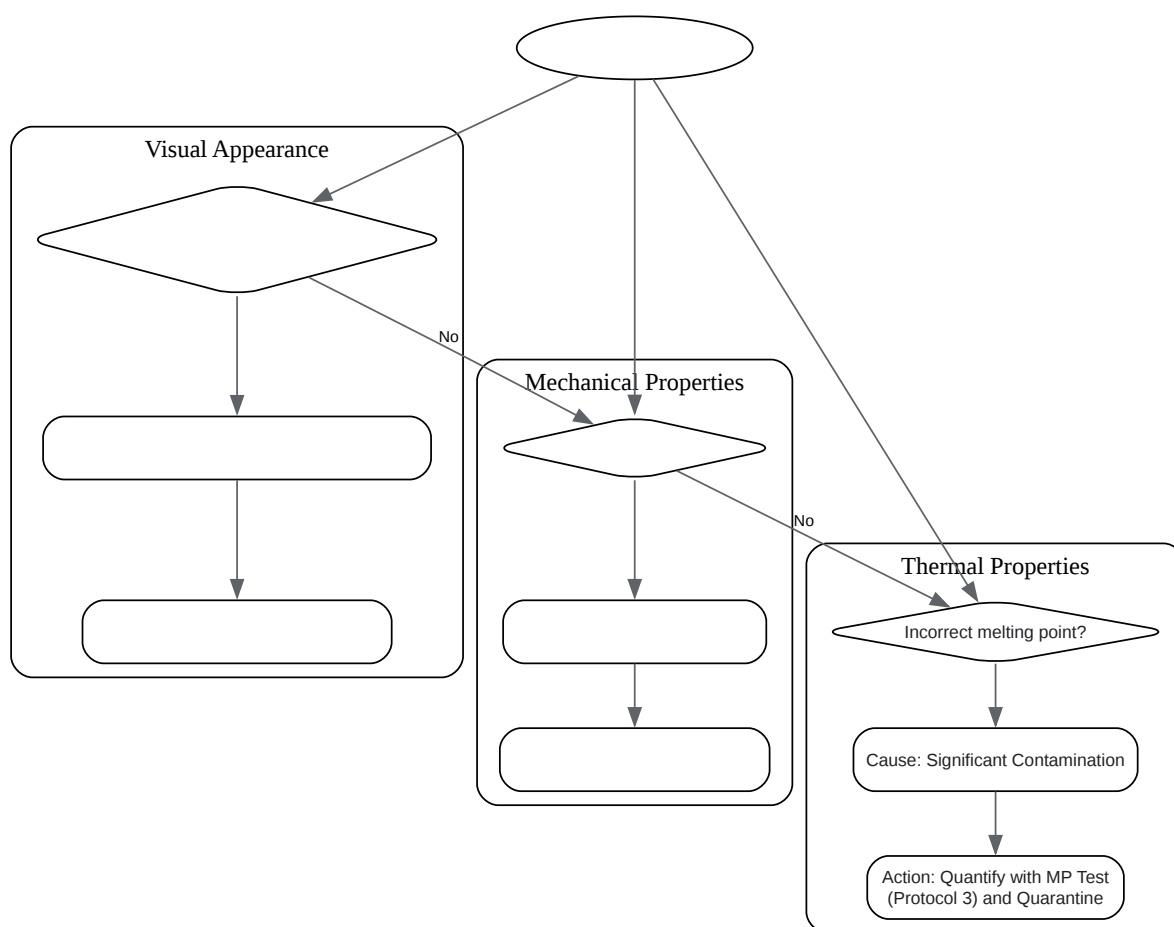 Visual Appearance
No
Mechanical Properties
No
Thermal Properties
Incorrect melting point?
Cause: Significant Contamination
Action: Quantify with MP Test
(Protocol 3) and Quarantine